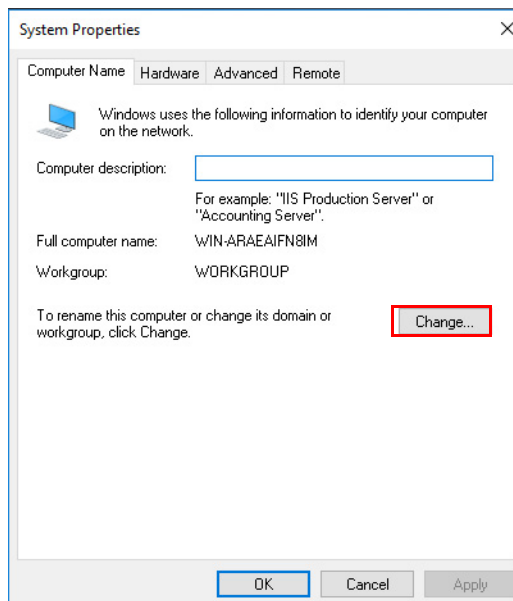 System Properties
Computer Name Hardware Advanced Remote
Windows uses the following information to identify your computer
on the network.
Computer description:
For example: "IIS Production Server" or
"Accounting Server".
Full computer name: WIN-ARAEAIFN8IM
Workgroup: WORKGROUP
To rename this computer or change its domain or
workgroup, click Change.
Change...
OK Cancel Apply